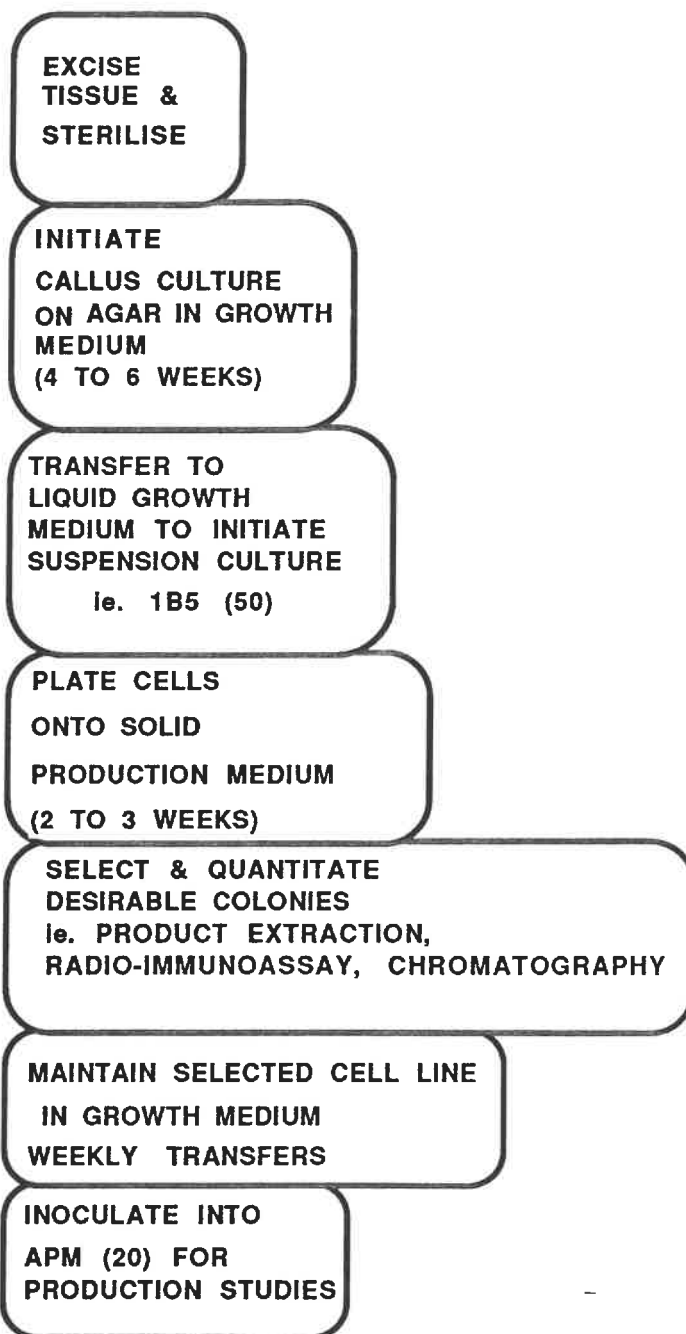 EXCISE
TISSUE &
STERILISE
INITIATE
CALLUS CULTURE
ON AGAR IN GROWTH
MEDIUM
(4 TO 6 WEEKS)
TRANSFER TO
LIQUID GROWTH
MEDIUM TO INITIATE
SUSPENSION CULTURE
ie. 1B5 (50)
PLATE CELLS
ONTO SOLID
PRODUCTION MEDIUM
(2 TO 3 WEEKS)
SELECT & QUANTITATE
DESIRABLE COLONIES
ie. PRODUCT EXTRACTION,
RADIO-IMMUNOASSAY, CHROMATOGRAPHY
MAINTAIN SELECTED CELL LINE
IN GROWTH MEDIUM
WEEKLY TRANSFERS
INOCULATE INTO
APM (20) FOR
PRODUCTION STUDIES